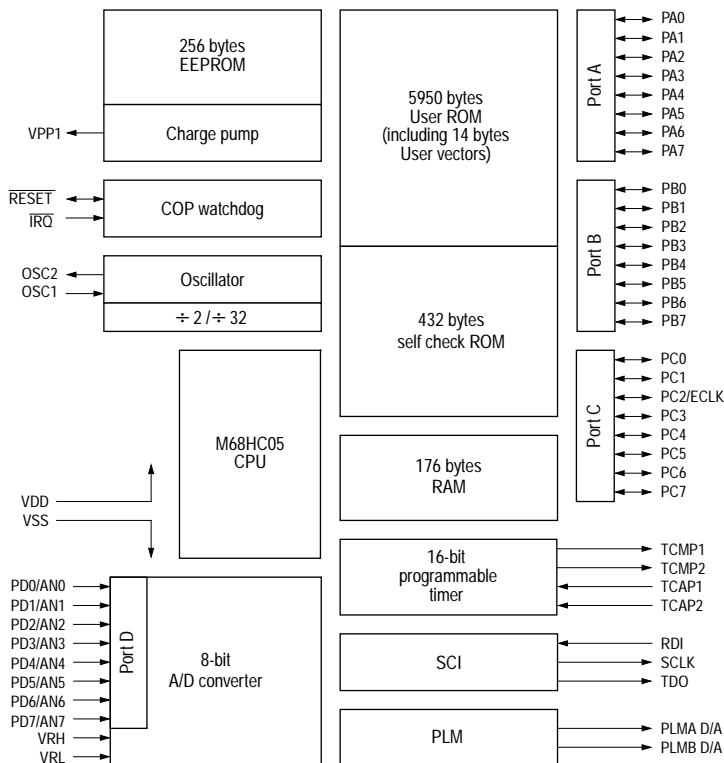 256 bytes
EEPROM
VPP1
Charge pump
RESET
IRQ
COP watchdog
OSC2
OSC1
Oscillator
÷ 2 /÷ 32
M68HC05
CPU
VDD
VSS
PD0/AN0
PD1/AN1
PD2/AN2
PD3/AN3
PD4/AN4
PD5/AN5
PD6/AN6
PD7/AN7
VRH
VRL
Port D
8-bit
A/D converter
5950 bytes
User ROM
(including 14 bytes
User vectors)
432 bytes
self check ROM
176 bytes
RAM
16-bit
programmable
timer
SCI
PLM
Port A
PA0
PA1
PA2
PA3
PA4
PA5
PA6
PA7
Port B
PB0
PB1
PB2
PB3
PB4
PB5
PB6
PB7
Port C
PC0
PC1
PC2/ECLK
PC3
PC4
PC5
PC6
PC7
TCMP1
TCMP2
TCAP1
TCAP2
RDI
SCLK
TDO
PLMA D/A
PLMB D/A